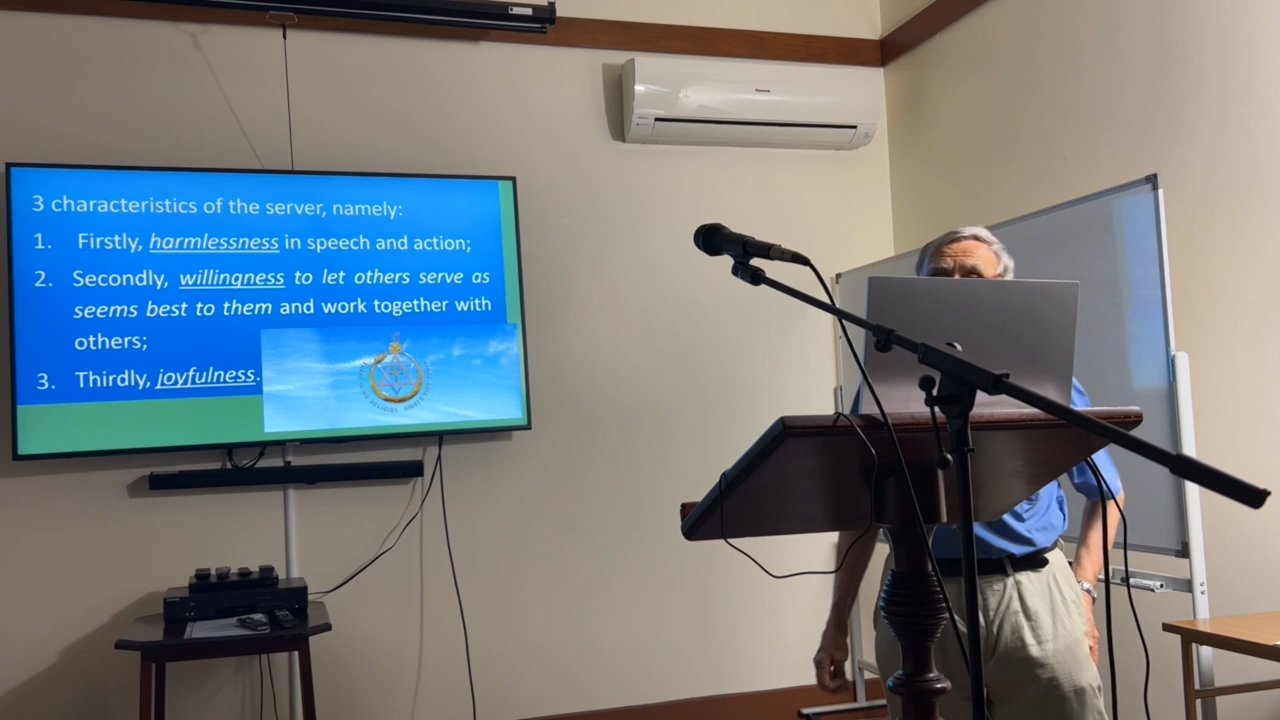 Panasonic
3 characteristics of the server, namely:
1. Firstly, harmlessness in speech and action;
2. Secondly, willingness to let others serve as
seems best to them and work together with
others;
3. Thirdly, joyfulness.